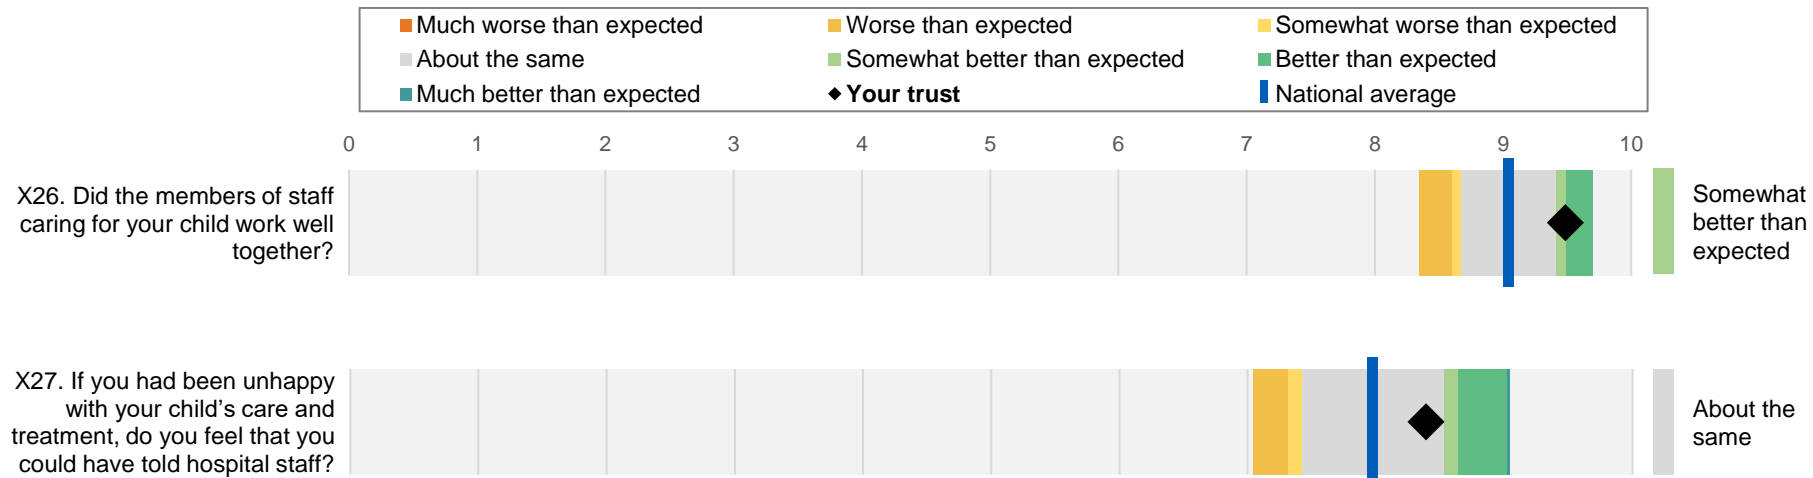 Much worse than expected
Worse than expected
Somewhat worse than expected
About the same
Somewhat better than expected
Better than expected
Much better than expected
Your trust
National average
0 1 2 3 4 5 6 7 8 9 10
X26. Did the members of staff
caring for your child work well
together?
Somewhat
better than
expected
X27. If you had been unhappy
with your child’s care and
treatment, do you feel that you
could have told hospital staff?
About the
same